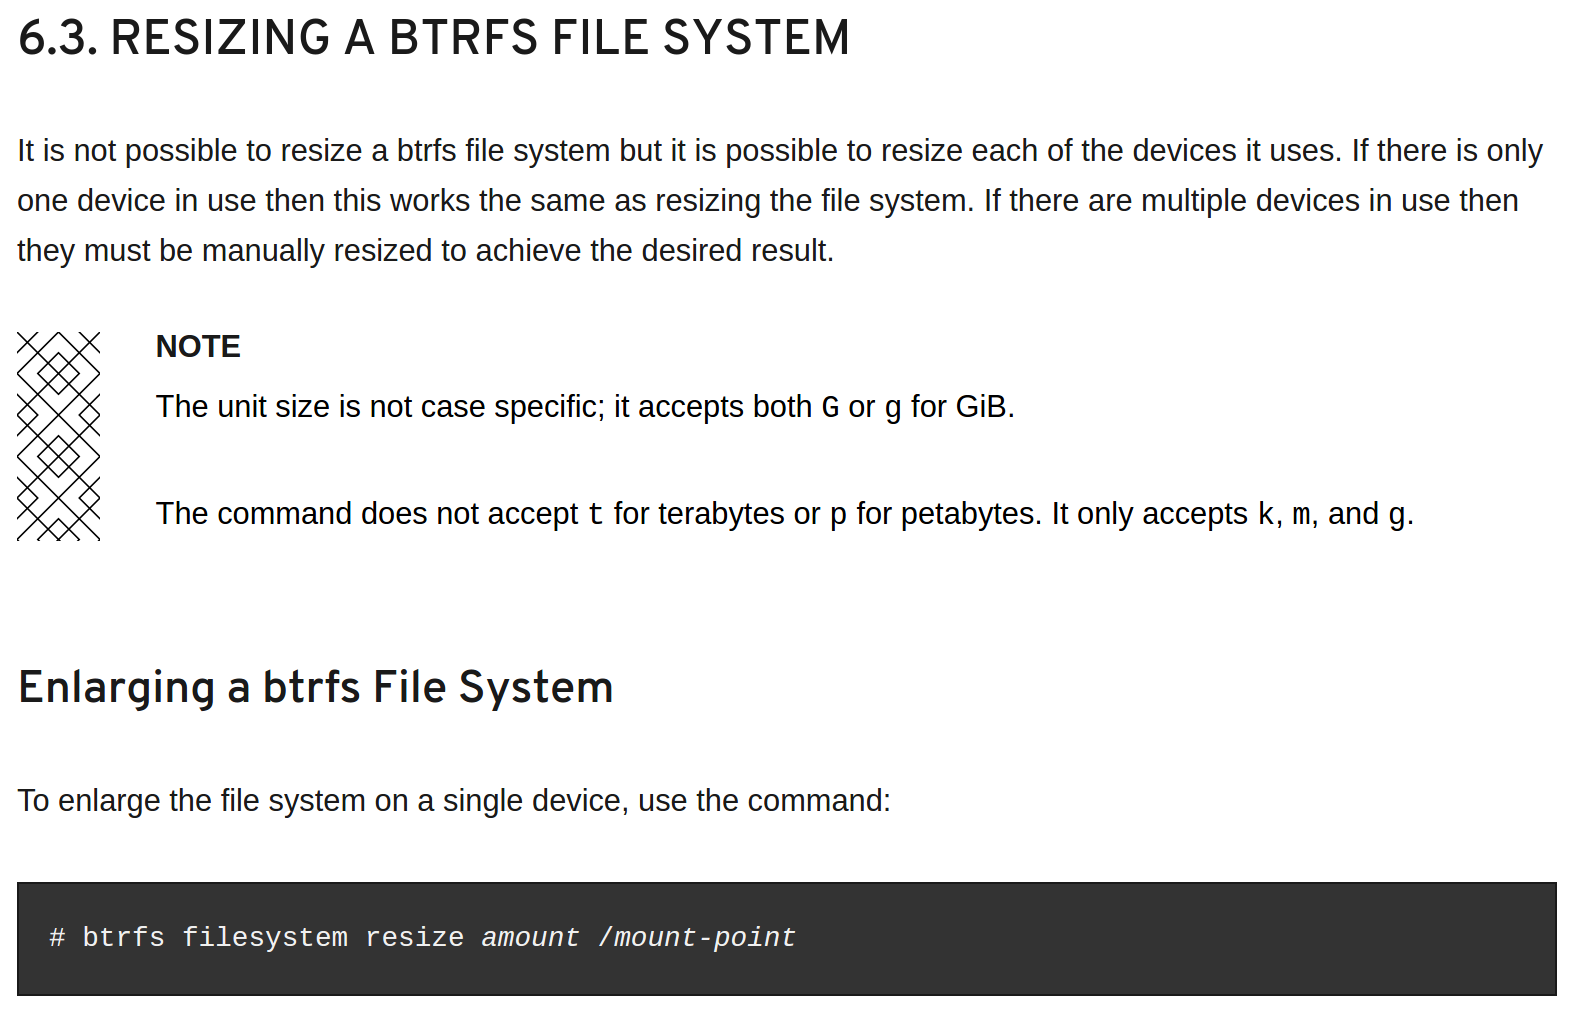 6.3. RESIZING A BTRFS FILE SYSTEM
It is not possible to resize a btrfs file system but it is possible to resize each of the devices it uses. If there is only
one device in use then this works the same as resizing the file system. If there are multiple devices in use then
they must be manually resized to achieve the desired result.
NOTE
The unit size is not case specific; it accepts both G or g for GiB.
The command does not accept t for terabytes or p for petabytes. It only accepts k, m, and g.
Enlarging a btrfs File System
To enlarge the file system on a single device, use the command:
# btrfs filesystem resize amount /mount-point